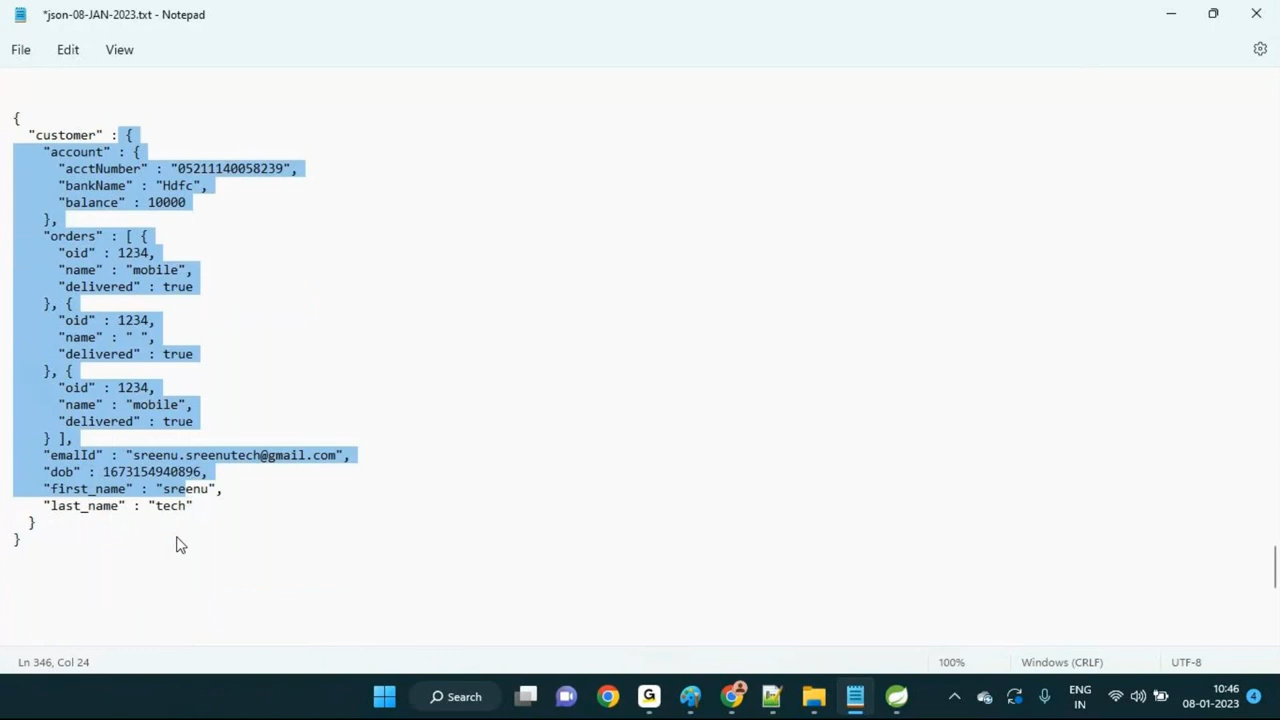 *json-08-JAN-2023.txt - Notepad
File Edit View
{
"customer" : {
"account" : {
"acctNumber" : "05211140058239",
"bankName" : "Hdfc",
"balance" : 10000
},
"orders" : [ {
"oid" : 1234,
"name" : "mobile",
"delivered" : true
}, {
"oid" : 1234,
"name" : " ",
"delivered" : true
}, {
"oid" : 1234,
"name" : "mobile",
"delivered" : true
} ],
"emalId" : "sreenu.sreenutech@gmail.com",
"dob" : 1673154940896,
"first_name" : "sreenu",
"last_name" : "tech"
}
}
Ln 346, Col 24 100% Windows (CRLF) UTF-8
Search G ENG IN 10:46 08-01-2023 4